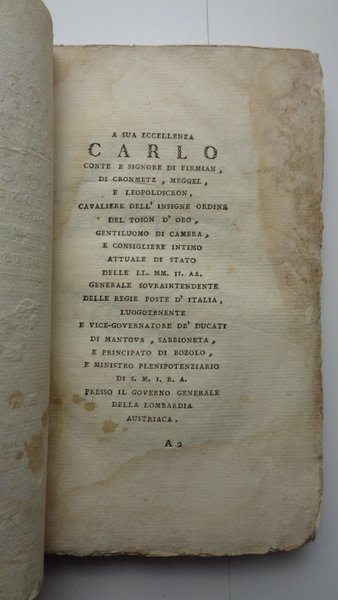 A SUA ECCELLENZA
CARLO
CONTE E SIGNORE DI FIRMIAN,
DI CRONMETZ, MEGGEL,
E LEOPOLDSCRON,
CAVALIERE DELL' INSIGNE ORDINE
DEL TOSON D' ORO,
GENTILUOMO DI CAMERA,
E CONSIGLIERE INTIMO
ATTUALE DI STATO
DELLE LL. MM. II. AA.
GENERALE SOVRAINTENDENTE
DELLE REGIE POSTE D' ITALIA,
LUOGOTENENTE
E VICE-GOVERNATORE DE' DUCATI
DI MANTOVA, SABBIONETA,
E PRINCIPATO DI BOZOLO,
E MINISTRO PLENIPOTENZIARIO
DI S. M. I. R. A.
PRESSO IL GOVERNO GENERALE
DELLA LOMBARDIA
AUSTRIACA.
A 2